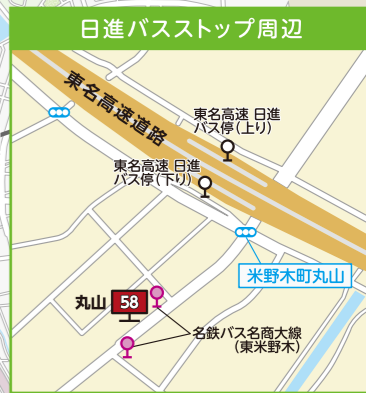 日進バスストップ周辺
東名高速道路
東名高速 日進
バス停(上り)
東名高速 日進
バス停(下り)
米野木町丸山
丸山
58
名鉄バス名商大線
(東米野木)